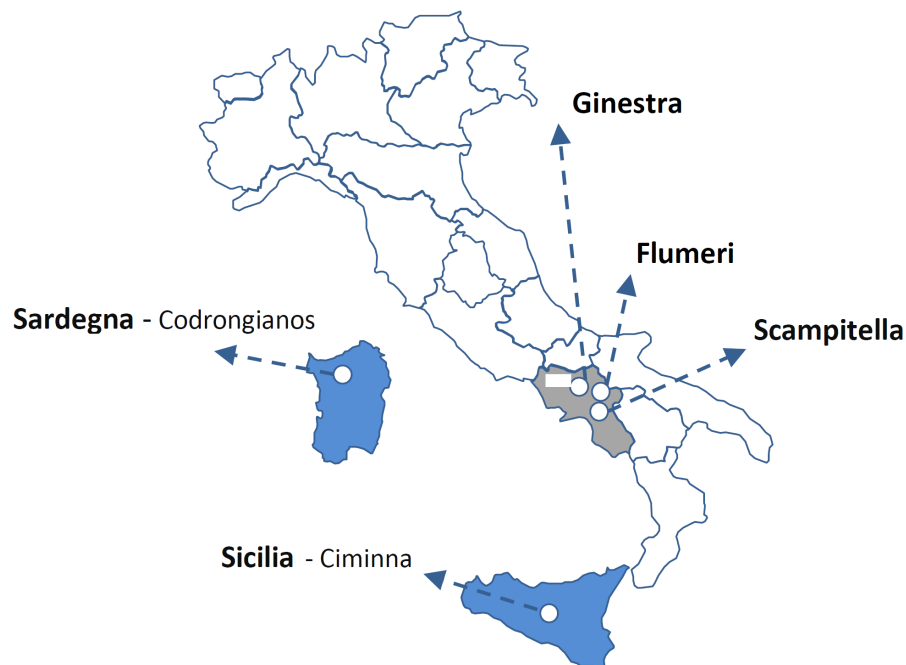 Ginestra
Flumeri
Sardegna - Codrongianos
Scampitella
Sicilia - Ciminna